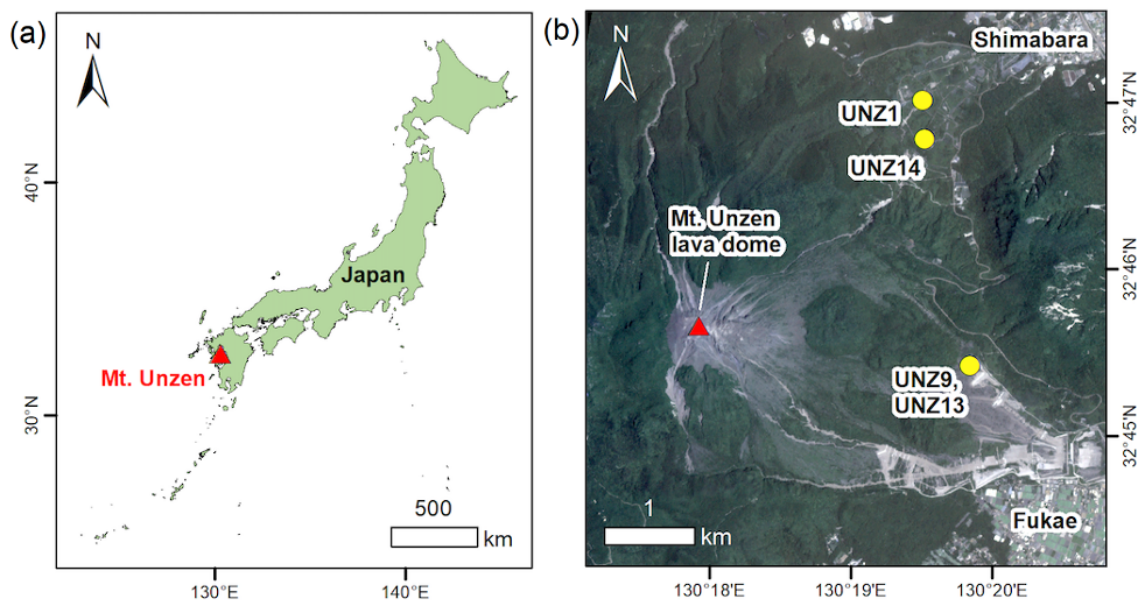 (a)
N
40°N
30°N
Japan
Mt. Unzen
500
km
130°E
140°E
(b)
N
Shimabara
UNZ1
UNZ14
Mt. Unzen
lava dome
UNZ9,
UNZ13
Fukae
1
km
32°47'N
32°46'N
32°45'N
130°18'E
130°19'E
130°20'E